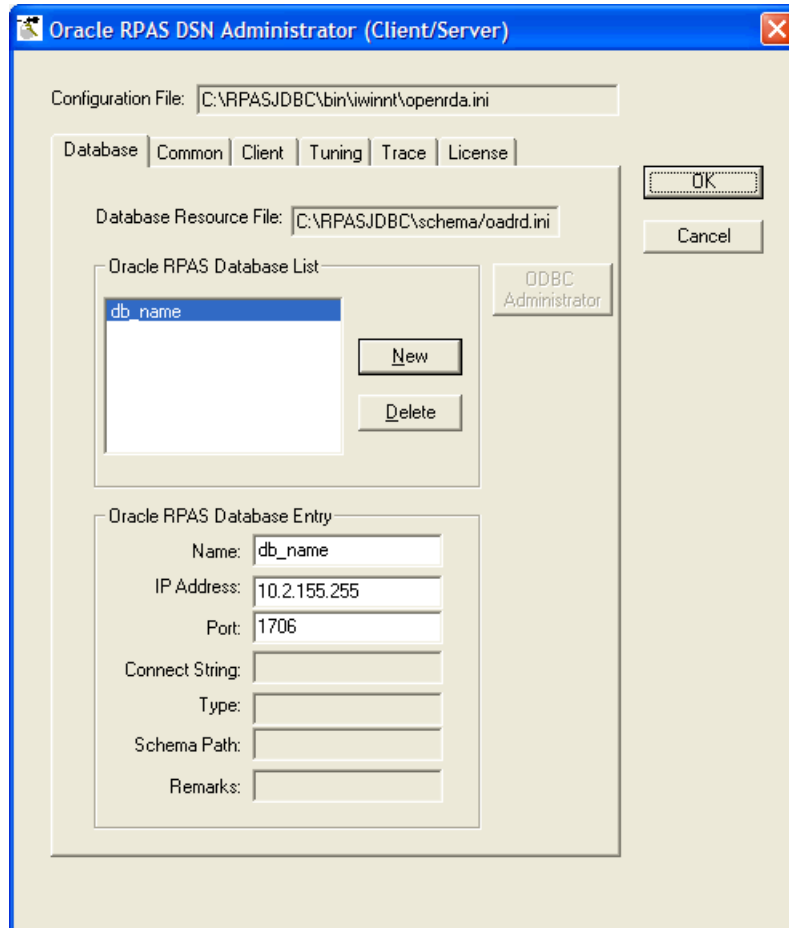 Oracle RPAS DSN Administrator (Client/Server)
Configuration File: C:\RPASJDBC\bin\iwinnt\openrda.ini
Database Common Client Tuning Trace License
OK
Database Resource File: C:\RPASJDBC\schema/oadrd.ini
Cancel
Oracle RPAS Database List
ODBC
Administrator
db_name
New
Delete
Oracle RPAS Database Entry
Name: db_name
IP Address: 10.2.155.255
Port: 1706
Connect String:
Type:
Schema Path:
Remarks: